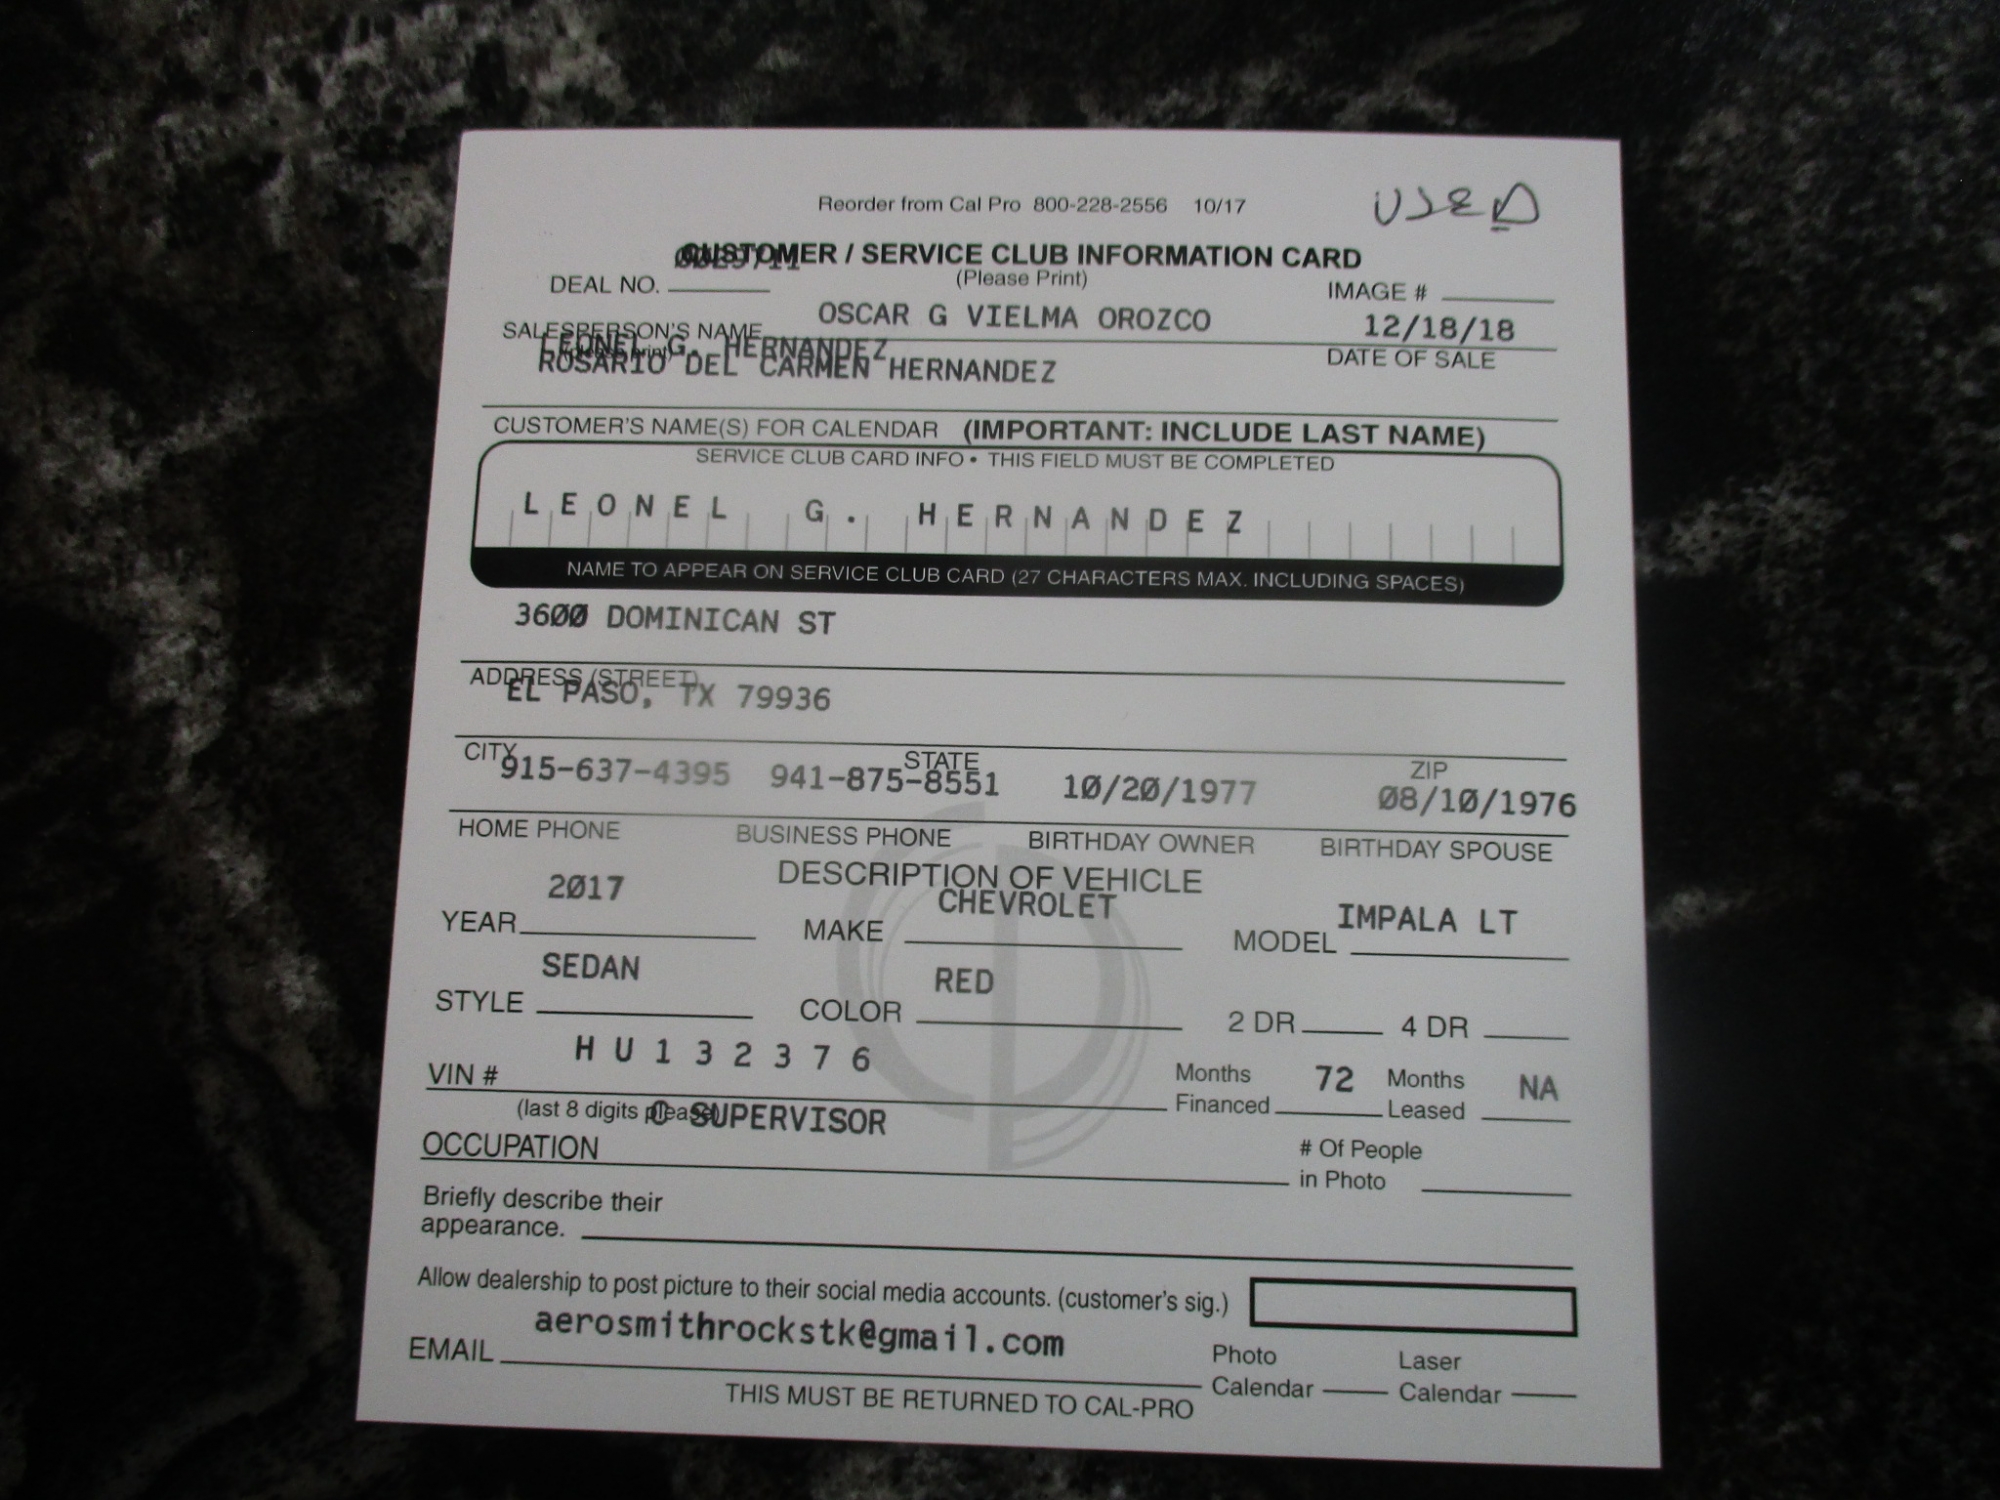 Reorder from Cal Pro 800-228-2556 10/17
USED
CUSTOMER / SERVICE CLUB INFORMATION CARD
(Please Print)
DEAL NO.
IMAGE #
OSCAR G VIELMA OROZCO 12/18/18
SALESPERSON'S NAME
DATE OF SALE
LEONEL G. HERNANDEZ
ROSARIO DEL CARMEN HERNANDEZ
CUSTOMER'S NAME(S) FOR CALENDAR (IMPORTANT: INCLUDE LAST NAME)
SERVICE CLUB CARD INFO • THIS FIELD MUST BE COMPLETED
LEONEL G. HERNANDEZ
NAME TO APPEAR ON SERVICE CLUB CARD (27 CHARACTERS MAX. INCLUDING SPACES)
3600 DOMINICAN ST
ADDRESS (STREET)
EL PASO, TX 79936
CITY STATE ZIP
915-637-4395 941-875-8551 10/20/1977 08/10/1976
HOME PHONE BUSINESS PHONE BIRTHDAY OWNER BIRTHDAY SPOUSE
DESCRIPTION OF VEHICLE
2017 CHEVROLET IMPALA LT
YEAR MAKE MODEL
SEDAN RED
STYLE COLOR 2 DR 4 DR
HU132376
VIN #
Months Financed 72 Months Leased NA
(last 8 digits please)
C SUPERVISOR
OCCUPATION
# Of People
in Photo
Briefly describe their
appearance.
Allow dealership to post picture to their social media accounts. (customer's sig.)
aerosmithrockstk@gmail.com
EMAIL
Photo Calendar Laser Calendar
THIS MUST BE RETURNED TO CAL-PRO